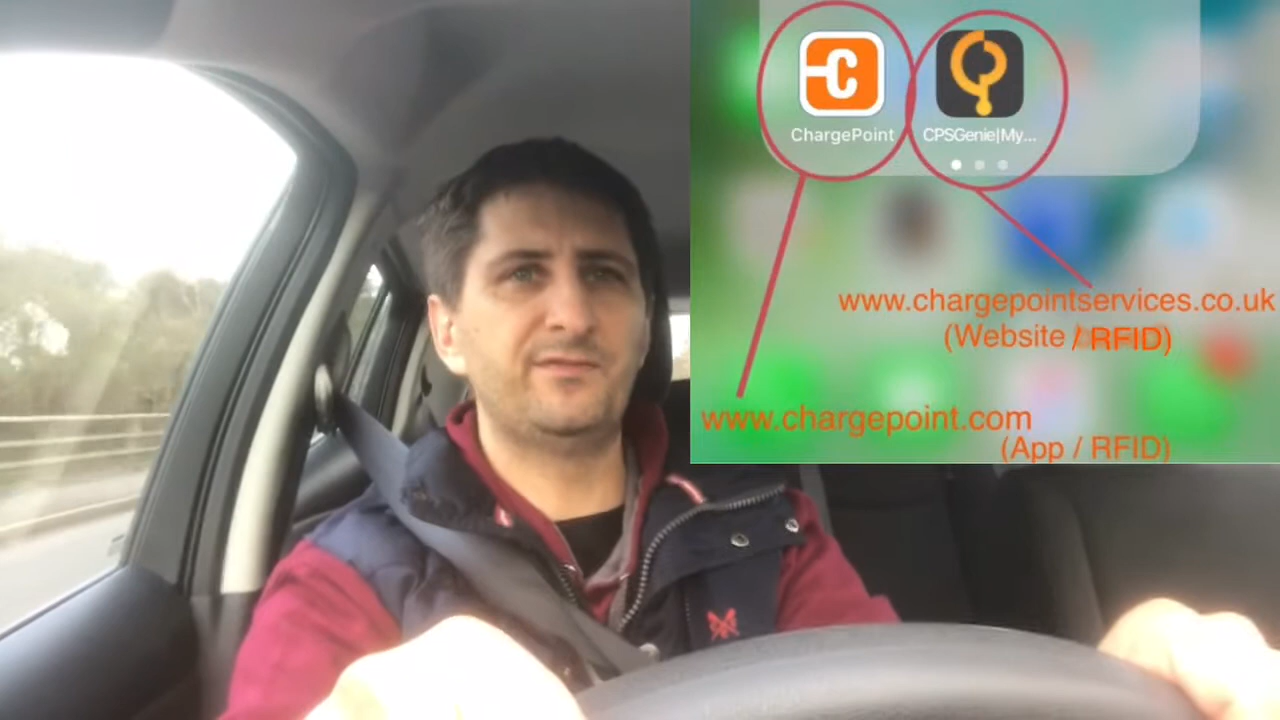 C
ChargePoint
CPSGenie|My...
www.chargepointservices.co.uk
(Website / RFID)
www.chargepoint.com
(App / RFID)